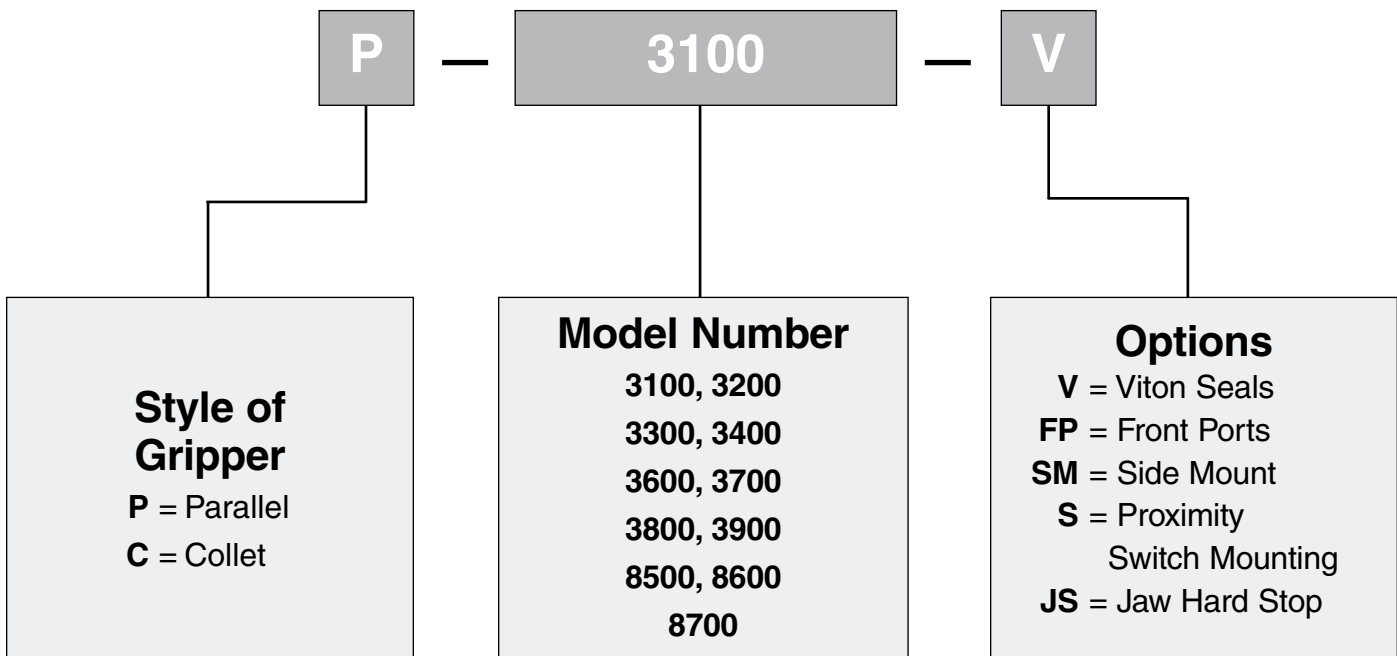 P — 3100 — V
Style of
Gripper
P = Parallel
C = Collet
Model Number
3100, 3200
3300, 3400
3600, 3700
3800, 3900
8500, 8600
8700
Options
V = Viton Seals
FP = Front Ports
SM = Side Mount
S = Proximity
Switch Mounting
JS = Jaw Hard Stop